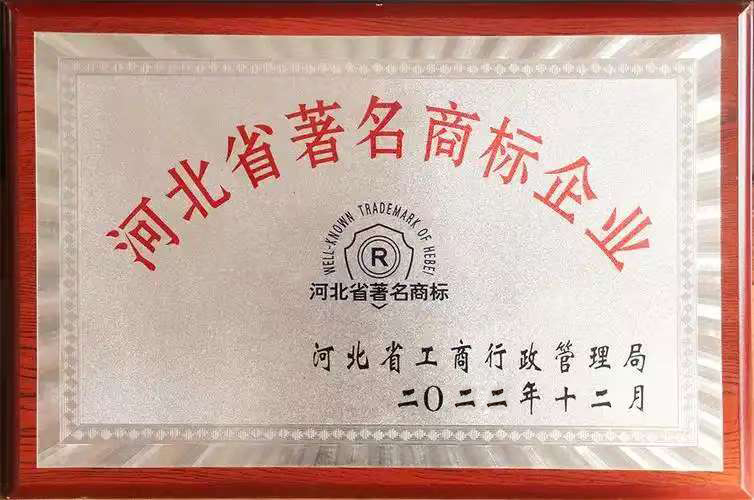 河北省著名商标企业
WELL-KNOWN TRADEMARK OF HEBEI
R
河北省著名商标
河北省工商行政管理局
二〇二二年十二月